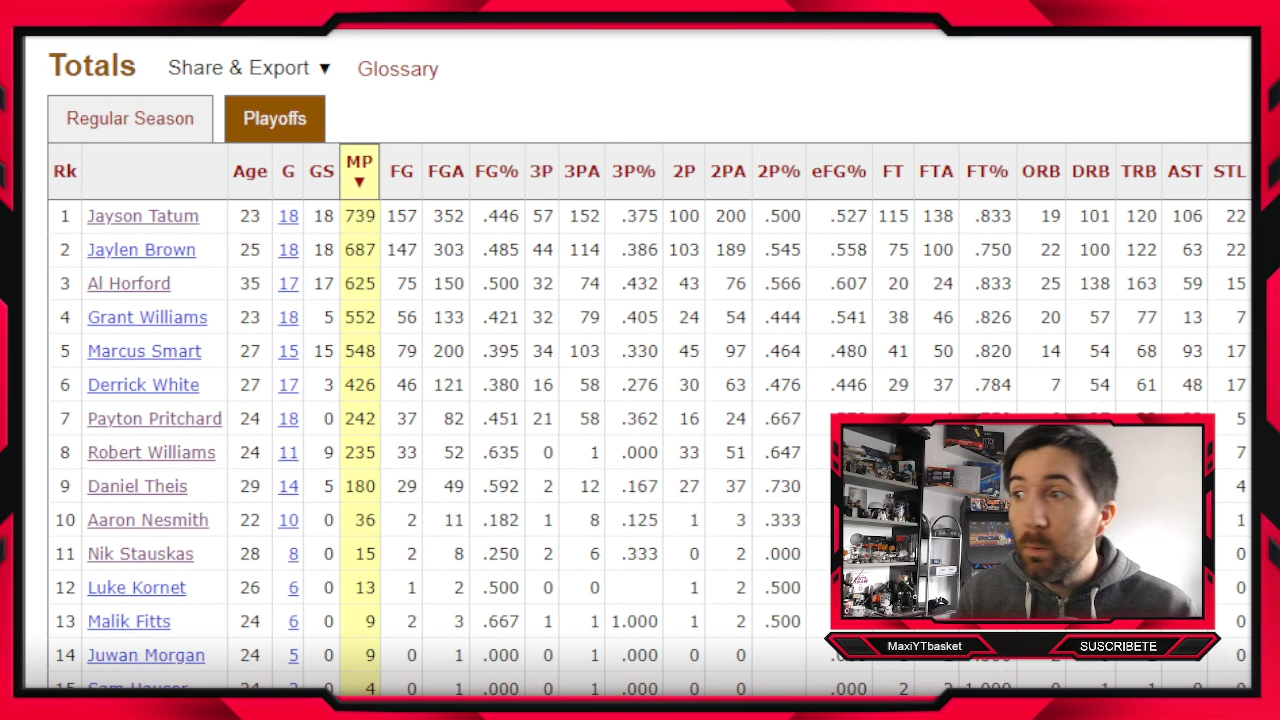 Totals Share & Export ▼ Glossary
Regular Season Playoffs
Rk Age G GS MP ▼ FG FGA FG% 3P 3PA 3P% 2P 2PA 2P% eFG% FT FTA FT% ORB DRB TRB AST STL
1 Jayson Tatum 23 18 18 739 157 352 .446 57 152 .375 100 200 .500 .527 115 138 .833 19 101 120 106 22
2 Jaylen Brown 25 18 18 687 147 303 .485 44 114 .386 103 189 .545 .558 75 100 .750 22 100 122 63 22
3 Al Horford 35 17 17 625 75 150 .500 32 74 .432 43 76 .566 .607 20 24 .833 25 138 163 59 15
4 Grant Williams 23 18 5 552 56 133 .421 32 79 .405 24 54 .444 .541 38 46 .826 20 57 77 13 7
5 Marcus Smart 27 15 15 548 79 200 .395 34 103 .330 45 97 .464 .480 41 50 .820 14 54 68 93 17
6 Derrick White 27 17 3 426 46 121 .380 16 58 .276 30 63 .476 .446 29 37 .784 7 54 61 48 17
7 Payton Pritchard 24 18 0 242 37 82 .451 21 58 .362 16 24 .667 5
8 Robert Williams 24 11 9 235 33 52 .635 0 1 .000 33 51 .647 7
9 Daniel Theis 29 14 5 180 29 49 .592 2 12 .167 27 37 .730 4
10 Aaron Nesmith 22 10 0 36 2 11 .182 1 8 .125 1 3 .333 1
11 Nik Stauskas 28 8 0 15 2 8 .250 2 6 .333 0 2 .000 0
12 Luke Kornet 26 6 0 13 1 2 .500 0 0 1 2 .500 0
13 Malik Fitts 24 6 0 9 2 3 .667 1 1 1.000 1 2 .500 0
14 Juwan Morgan 24 5 0 9 0 1 .000 0 1 .000 0 0 0
15 Sam Hauser 24 4 0 1 .000 0 1 .000 0 0 .000 2 0
MaxiYTbasket
SUSCRIBETE